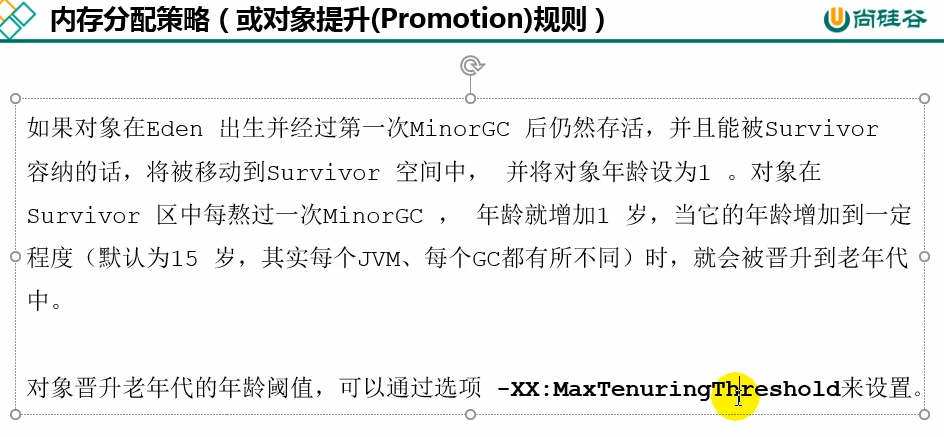 内存分配策略（或对象提升(Promotion)规则）
尚硅谷
如果对象在Eden 出生并经过第一次MinorGC 后仍然存活，并且能被Survivor
容纳的话，将被移动到Survivor 空间中， 并将对象年龄设为1 。对象在
Survivor 区中每熬过一次MinorGC ， 年龄就增加1 岁，当它的年龄增加到一定
程度（默认为15 岁，其实每个JVM、每个GC都有所不同）时，就会被晋升到老年代
中。
对象晋升老年代的年龄阈值，可以通过选项 -XX:MaxTenuringThreshold来设置。